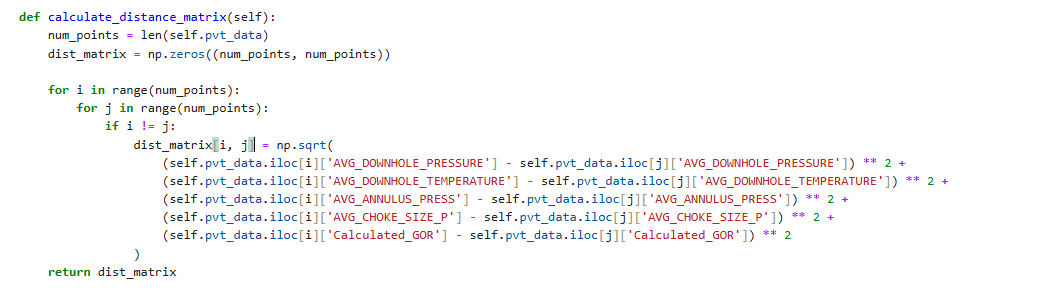 def calculate_distance_matrix(self):
    num_points = len(self.pvt_data)
    dist_matrix = np.zeros((num_points, num_points))

    for i in range(num_points):
        for j in range(num_points):
            if i != j:
                dist_matrix[i, j] = np.sqrt(
                    (self.pvt_data.iloc[i]['AVG_DOWNHOLE_PRESSURE'] - self.pvt_data.iloc[j]['AVG_DOWNHOLE_PRESSURE']) ** 2 +
                    (self.pvt_data.iloc[i]['AVG_DOWNHOLE_TEMPERATURE'] - self.pvt_data.iloc[j]['AVG_DOWNHOLE_TEMPERATURE']) ** 2 +
                    (self.pvt_data.iloc[i]['AVG_ANNULUS_PRESS'] - self.pvt_data.iloc[j]['AVG_ANNULUS_PRESS']) ** 2 +
                    (self.pvt_data.iloc[i]['AVG_CHOKE_SIZE_P'] - self.pvt_data.iloc[j]['AVG_CHOKE_SIZE_P']) ** 2 +
                    (self.pvt_data.iloc[i]['Calculated_GOR'] - self.pvt_data.iloc[j]['Calculated_GOR']) ** 2
                )
    return dist_matrix